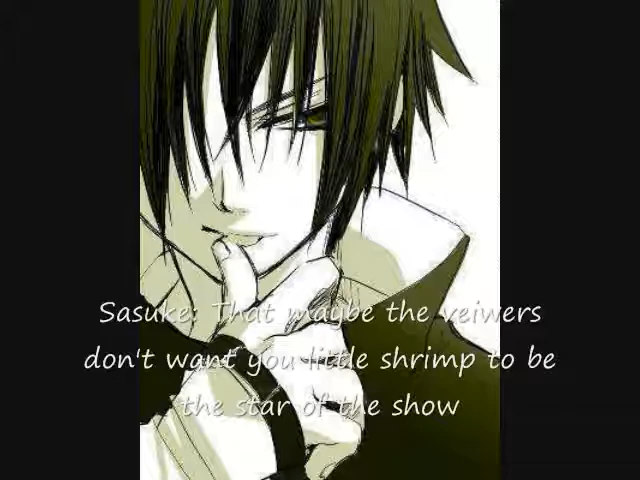 Sasuke: That maybe the veiwers
don't want you little shrimp to be
the star of the show